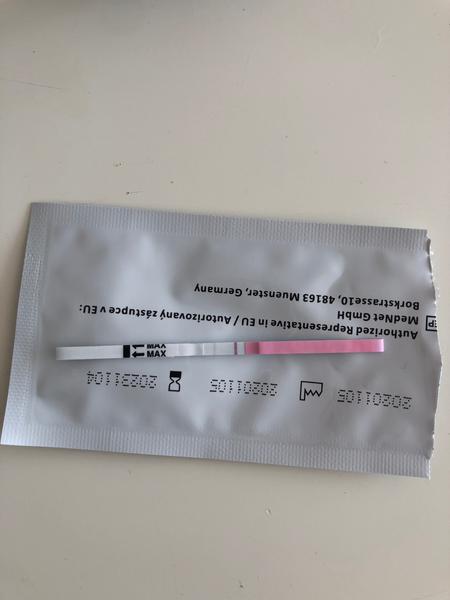 20201105 20201105 20231104
MAX
MAX
Authorized Representative in EU / Autorizovaný zástupce v EU:
MedNet GmbH
Borkstrasse10, 48163 Muenster, Germany